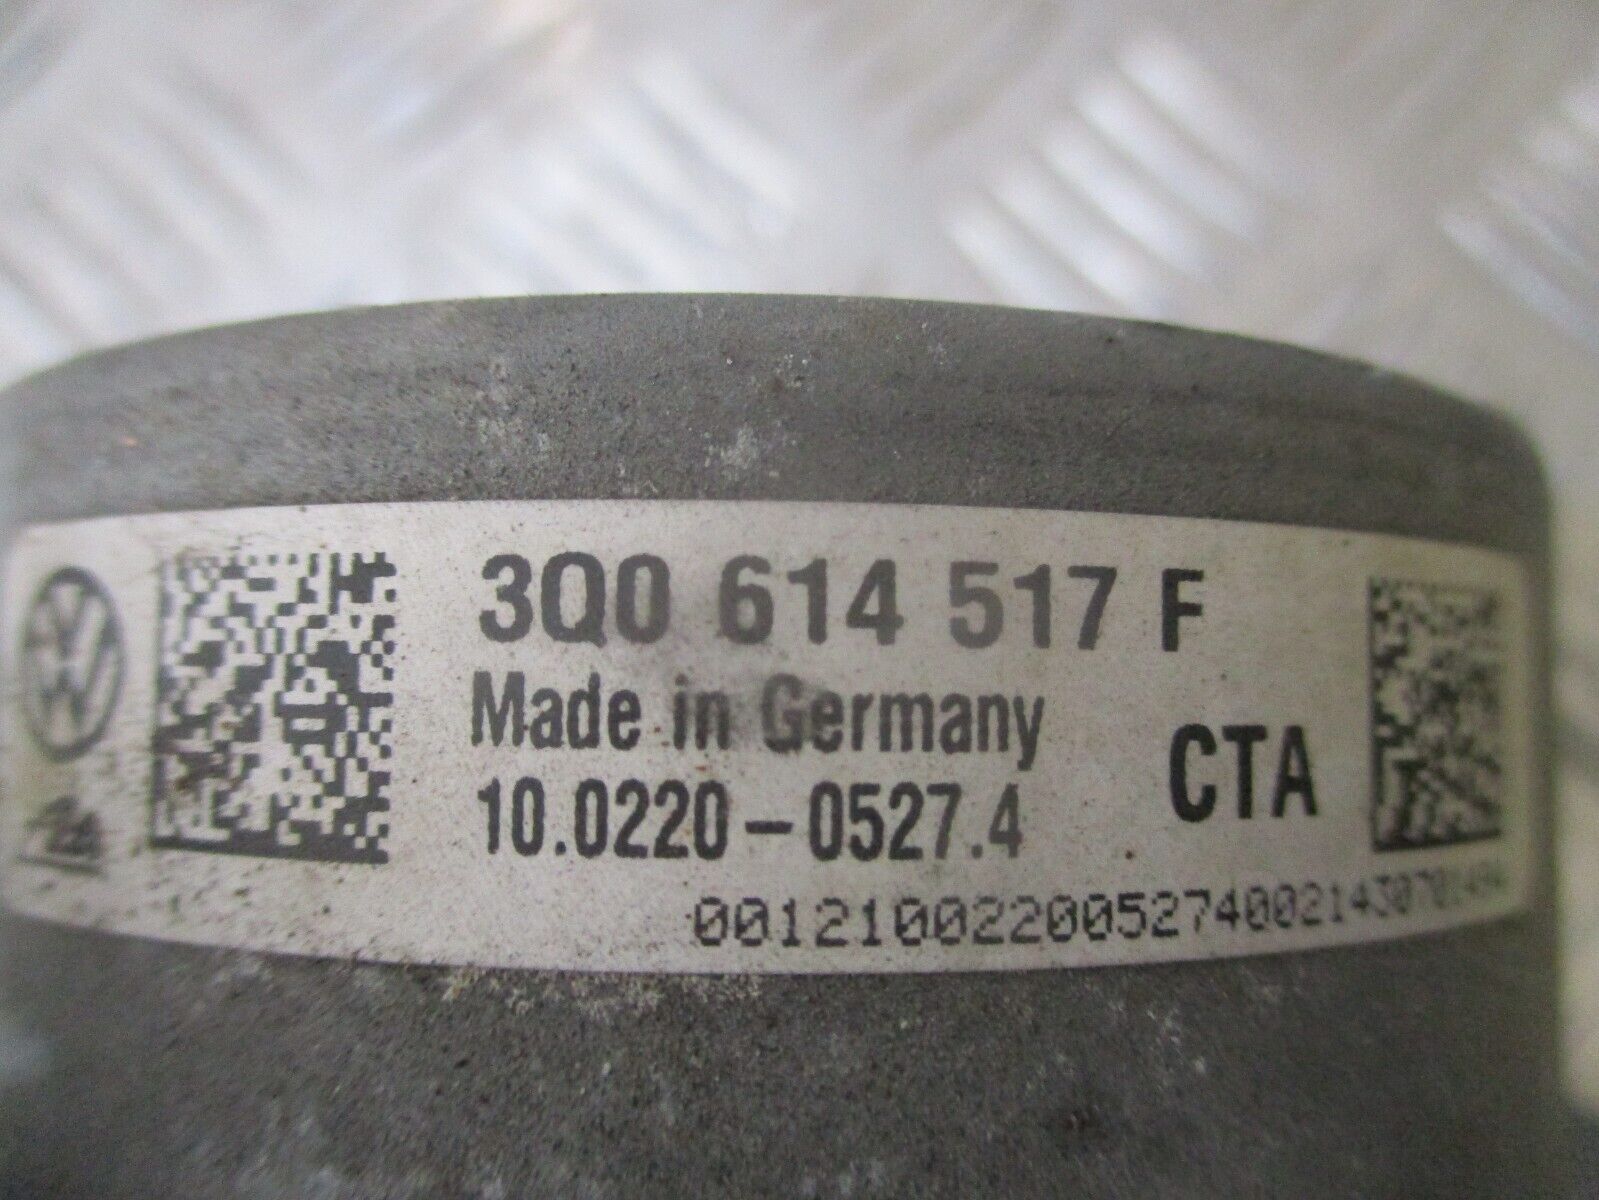 3Q0 614 517 F
Made in Germany
10.0220-0527.4 CTA